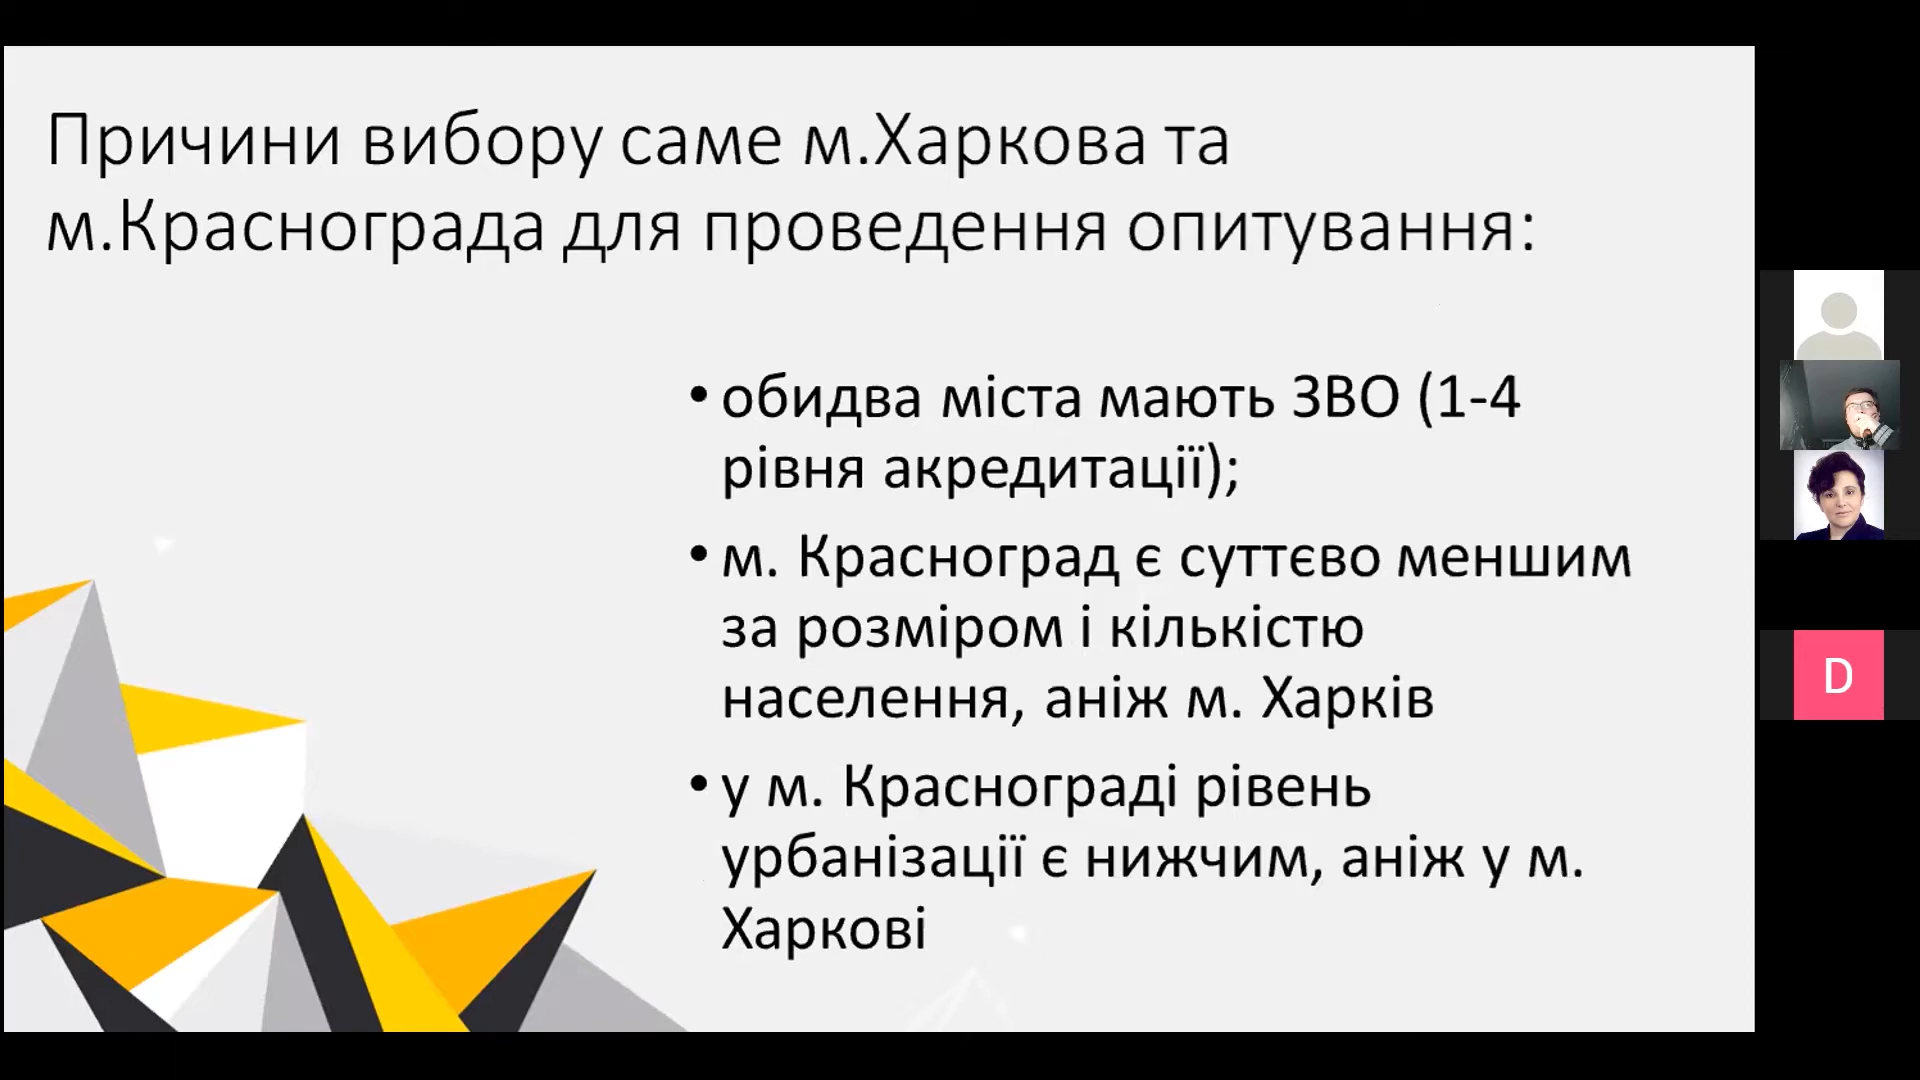 Причини вибору саме м.Харкова та
м.Краснограда для проведення опитування:
• обидва міста мають ЗВО (1-4
рівня акредитації);
• м. Красноград є суттєво меншим
за розміром і кількістю
населення, аніж м. Харків
• у м. Краснограді рівень
урбанізації є нижчим, аніж у м.
Харкові
D